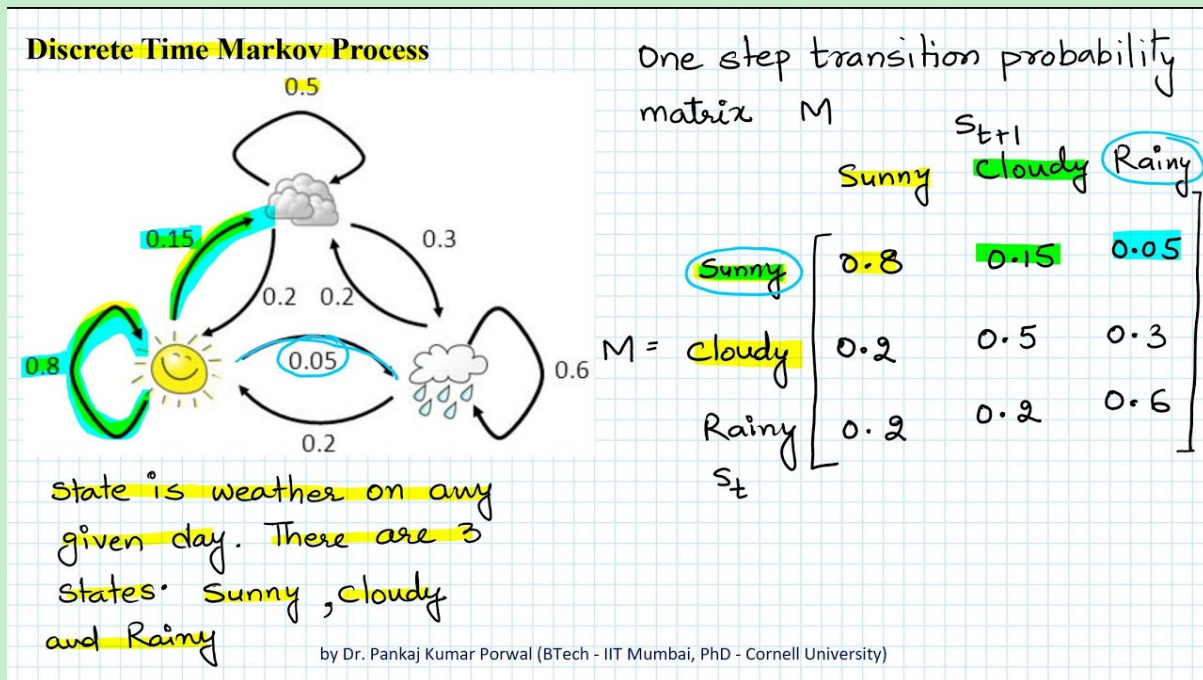 Discrete Time Markov Process
0.5
0.15
0.3
0.2 0.2
0.8
0.05
0.6
0.2
State is weather on any
given day. There are 3
states. Sunny, Cloudy
and Rainy
One step transition probability
matrix M
St+1
Sunny Cloudy Rainy
Sunny 0.8 0.15 0.05
M = Cloudy 0.2 0.5 0.3
Rainy 0.2 0.2 0.6
St
by Dr. Pankaj Kumar Porwal (BTech - IIT Mumbai, PhD - Cornell University)